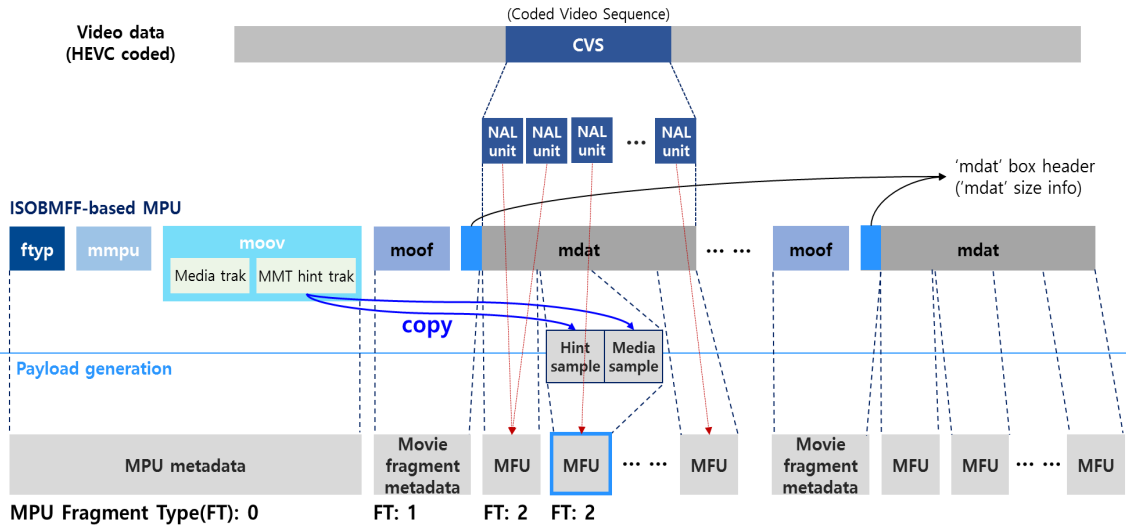 (Coded Video Sequence)
Video data
(HEVC coded)
CVS
NAL
unit
NAL
unit
NAL
unit
...
NAL
unit
'mdat' box header
('mdat' size info)
ISOBMFF-based MPU
ftyp
mmpu
moov
Media trak
MMT hint trak
moof
mdat
... ...
moof
mdat
copy
Hint
sample
Media
sample
Payload generation
MPU metadata
Movie
fragment
metadata
MFU
MFU
... ...
MFU
Movie
fragment
metadata
MFU
MFU
... ...
MFU
MPU Fragment Type(FT): 0
FT: 1
FT: 2
FT: 2